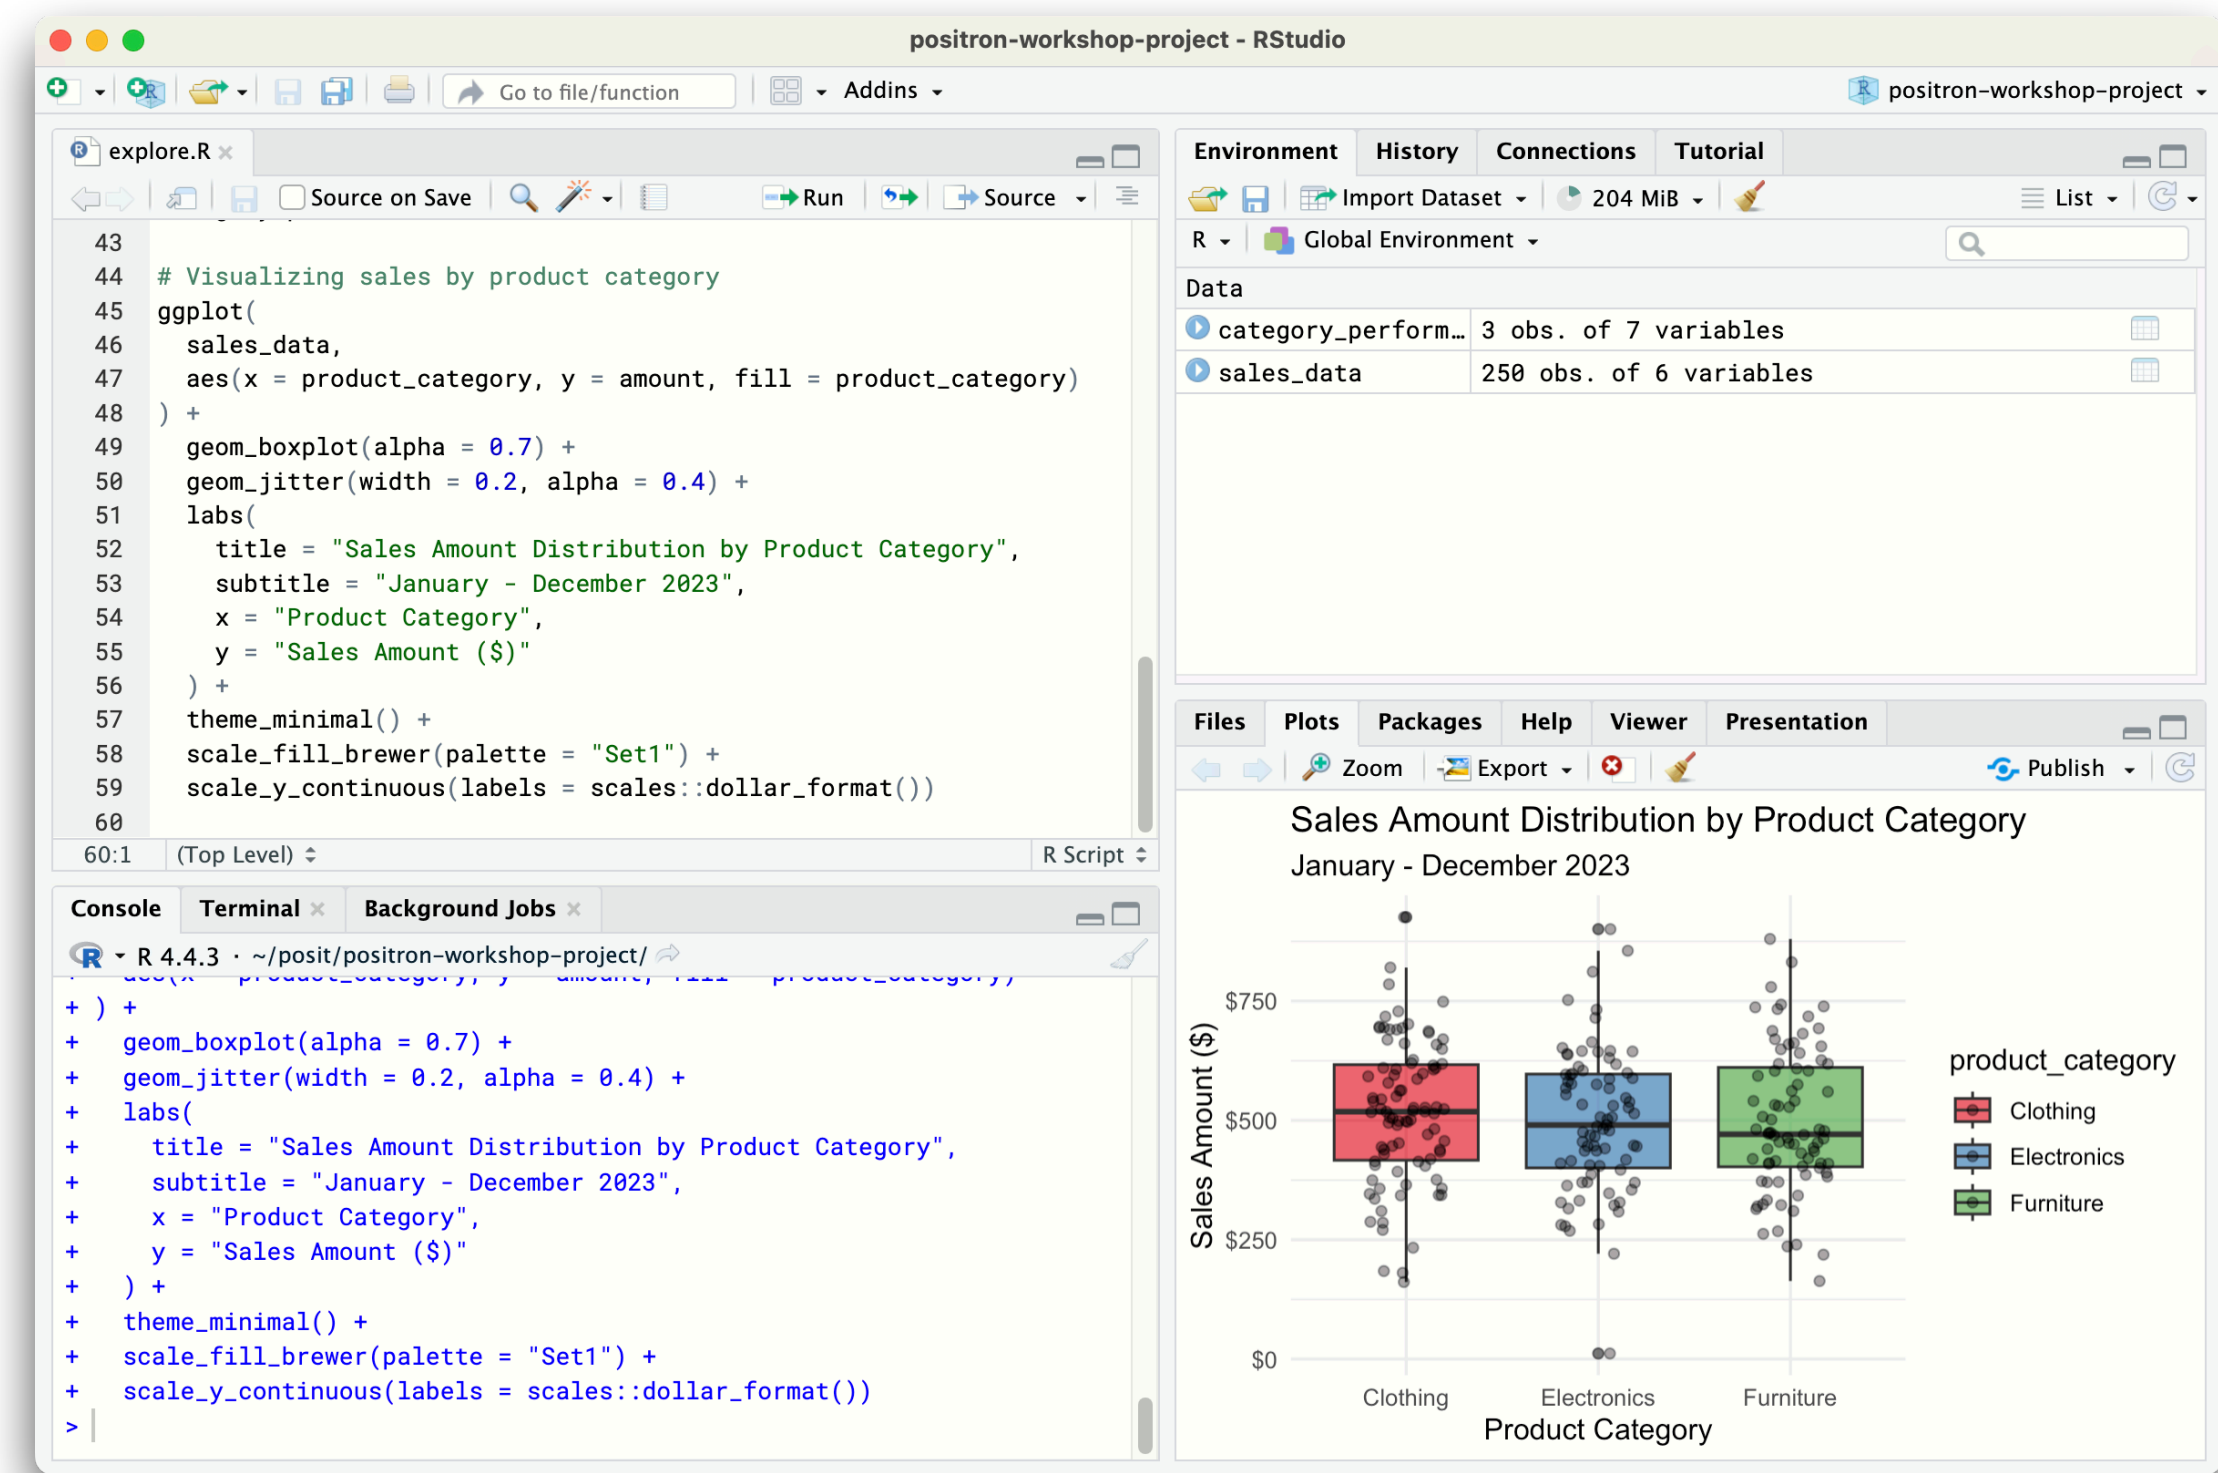 positron-workshop-project - RStudio
Go to file/function
Addins
positron-workshop-project
explore.R
Source on Save
Run
Source
43
44 # Visualizing sales by product category
45 ggplot(
46   sales_data,
47   aes(x = product_category, y = amount, fill = product_category)
48 ) +
49   geom_boxplot(alpha = 0.7) +
50   geom_jitter(width = 0.2, alpha = 0.4) +
51   labs(
52     title = "Sales Amount Distribution by Product Category",
53     subtitle = "January - December 2023",
54     x = "Product Category",
55     y = "Sales Amount ($)"
56   ) +
57   theme_minimal() +
58   scale_fill_brewer(palette = "Set1") +
59   scale_y_continuous(labels = scales::dollar_format())
60
60:1 (Top Level) R Script
Console Terminal Background Jobs
R 4.4.3 · ~/posit/positron-workshop-project/
+   aes(x = product_category, y = amount, fill = product_category)
+ ) +
+   geom_boxplot(alpha = 0.7) +
+   geom_jitter(width = 0.2, alpha = 0.4) +
+   labs(
+     title = "Sales Amount Distribution by Product Category",
+     subtitle = "January - December 2023",
+     x = "Product Category",
+     y = "Sales Amount ($)"
+   ) +
+   theme_minimal() +
+   scale_fill_brewer(palette = "Set1") +
+   scale_y_continuous(labels = scales::dollar_format())
>
Environment History Connections Tutorial
Import Dataset 204 MiB List
R Global Environment
Data
category_perform… 3 obs. of 7 variables
sales_data 250 obs. of 6 variables
Files Plots Packages Help Viewer Presentation
Zoom Export Publish
Sales Amount Distribution by Product Category
January - December 2023
Sales Amount ($)
$750
$500
$250
$0
Clothing Electronics Furniture
Product Category
product_category
Clothing
Electronics
Furniture